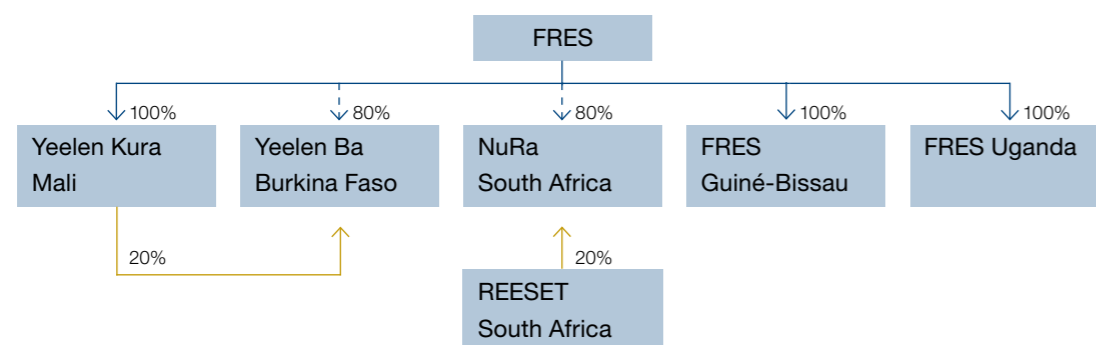 FRES
100%
80%
80%
100%
100%
Yeelen Kura
Mali
Yeelen Ba
Burkina Faso
NuRa
South Africa
FRES
Guiné-Bissau
FRES Uganda
20%
20%
REESET
South Africa